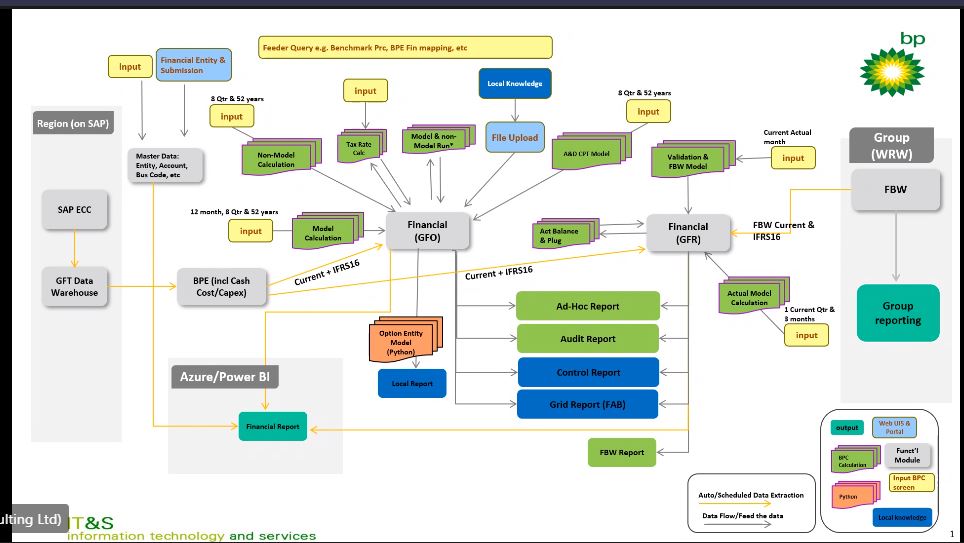 bp
Feeder Query e.g. Benchmark Prc, BPE Fin mapping, etc
Input
Financial Entity &
Submission
8 Qtr & 52 years
input
input
Local Knowledge
8 Qtr & 52 years
input
Region (on SAP)
Master Data:
Entity, Account,
Bus Code, etc
Non-Model
Calculation
Tax Rate
Calc
Model & non-
Model Run*
File Upload
A&D CPT Model
Validation &
FBW Model
Current Actual
month
input
Group
(WRW)
FBW
SAP ECC
12 month, 8 Qtr & 52 years
input
Model
Calculation
Financial
(GFO)
Act Balance
& Plug
Financial
(GFR)
FBW Current &
IFRS16
GFT Data
Warehouse
BPE (incl Cash
Cost/Capex)
Current + IFRS16
Current + IFRS16
Ad-Hoc Report
Audit Report
Control Report
Grid Report (FAB)
FBW Report
Actual Model
Calculation
1 Current Qtr &
3 months
input
Group
reporting
Option Entity
Model
(Python)
Local Report
Azure/Power BI
Financial Report
output
Web UI5 &
Portal
BPC
Calculation
Funct'l
Module
Input BPC
screen
Python
Local knowledge
Auto/Scheduled Data Extraction
Data Flow/Feed the data
ulting Ltd)
IT&S
information technology and services
1